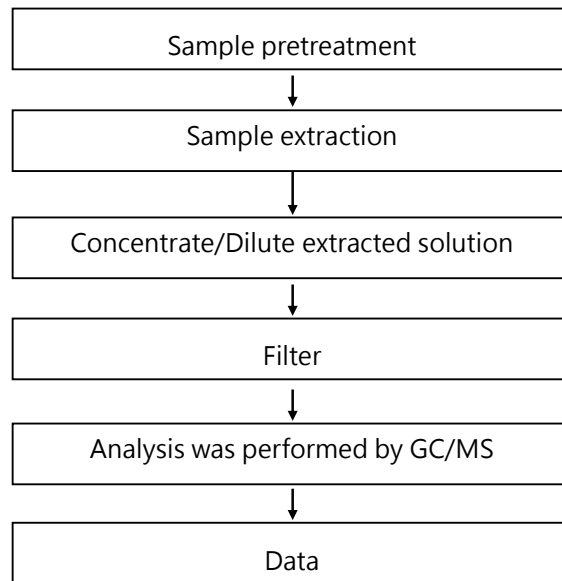 Sample pretreatment
Sample extraction
Concentrate/Dilute extracted solution
Filter
Analysis was performed by GC/MS
Data